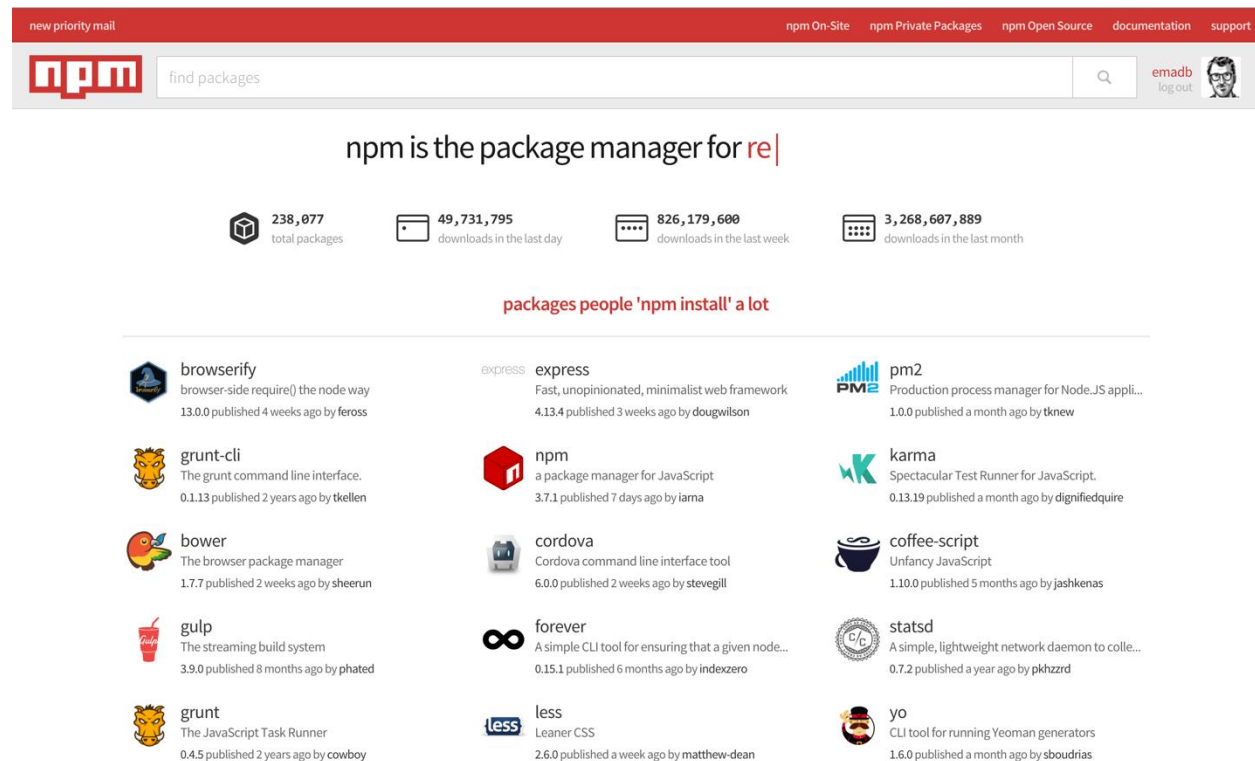 new priority mail
npm On-Site npm Private Packages npm Open Source documentation support
npm
find packages
emadb
log out
npm is the package manager for re
238,077
total packages
49,731,795
downloads in the last day
826,179,600
downloads in the last week
3,268,607,889
downloads in the last month
packages people 'npm install' a lot
browserify
browser-side require() the node way
13.0.0 published 4 weeks ago by feross
express
express
Fast, unopinionated, minimalist web framework
4.13.4 published 3 weeks ago by dougwilson
PM2
pm2
Production process manager for Node.JS appli...
1.0.0 published a month ago by tknew
grunt-cli
The grunt command line interface.
0.1.13 published 2 years ago by tkellen
npm
a package manager for JavaScript
3.7.1 published 7 days ago by iarna
karma
Spectacular Test Runner for JavaScript.
0.13.19 published a month ago by dignifiedquire
bower
The browser package manager
1.7.7 published 2 weeks ago by sheerun
cordova
Cordova command line interface tool
6.0.0 published 2 weeks ago by stevegill
coffee-script
Unfancy JavaScript
1.10.0 published 5 months ago by jashkenas
Gulp
gulp
The streaming build system
3.9.0 published 8 months ago by phated
forever
A simple CLI tool for ensuring that a given node...
0.15.1 published 6 months ago by indexzero
C/C
statsd
A simple, lightweight network daemon to colle...
0.7.2 published a year ago by pkhzzrd
grunt
The JavaScript Task Runner
0.4.5 published 2 years ago by cowboy
{less}
less
Leaner CSS
2.6.0 published a week ago by matthew-dean
yo
CLI tool for running Yeoman generators
1.6.0 published a month ago by sboudrias